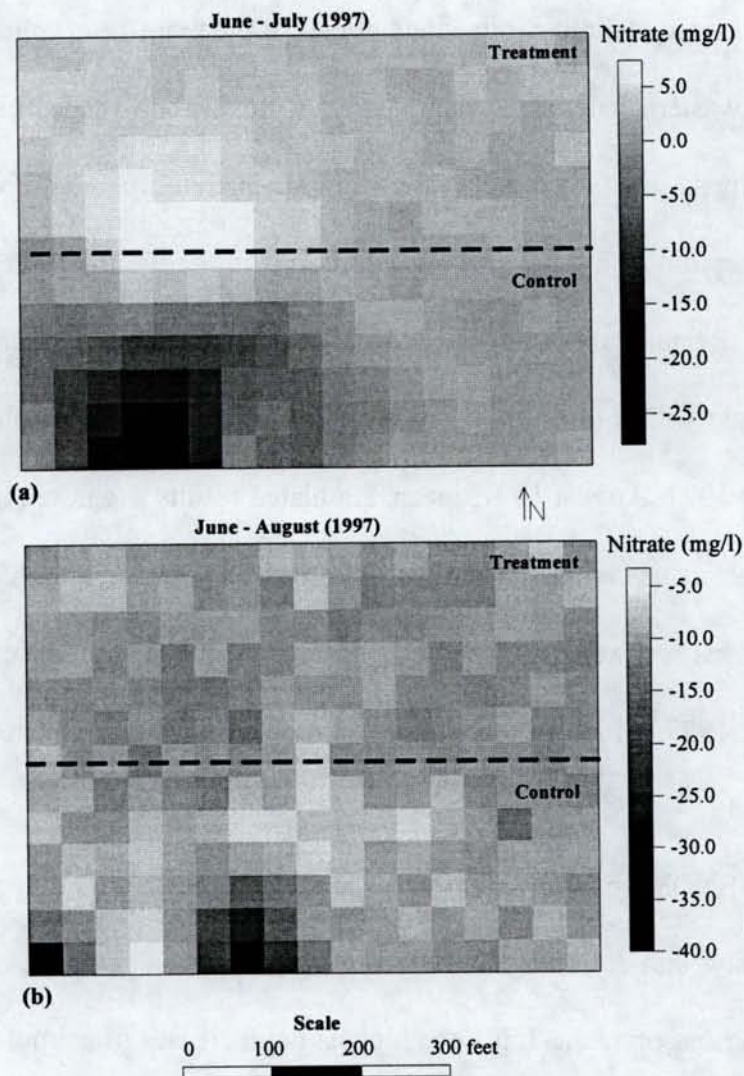 June - July (1997)
Treatment
Nitrate (mg/l)
5.0
0.0
-5.0
-10.0
-15.0
-20.0
-25.0
Control
(a)
N
June - August (1997)
Treatment
Nitrate (mg/l)
-5.0
-10.0
-15.0
-20.0
-25.0
-30.0
-35.0
-40.0
Control
(b)
Scale
0 100 200 300 feet